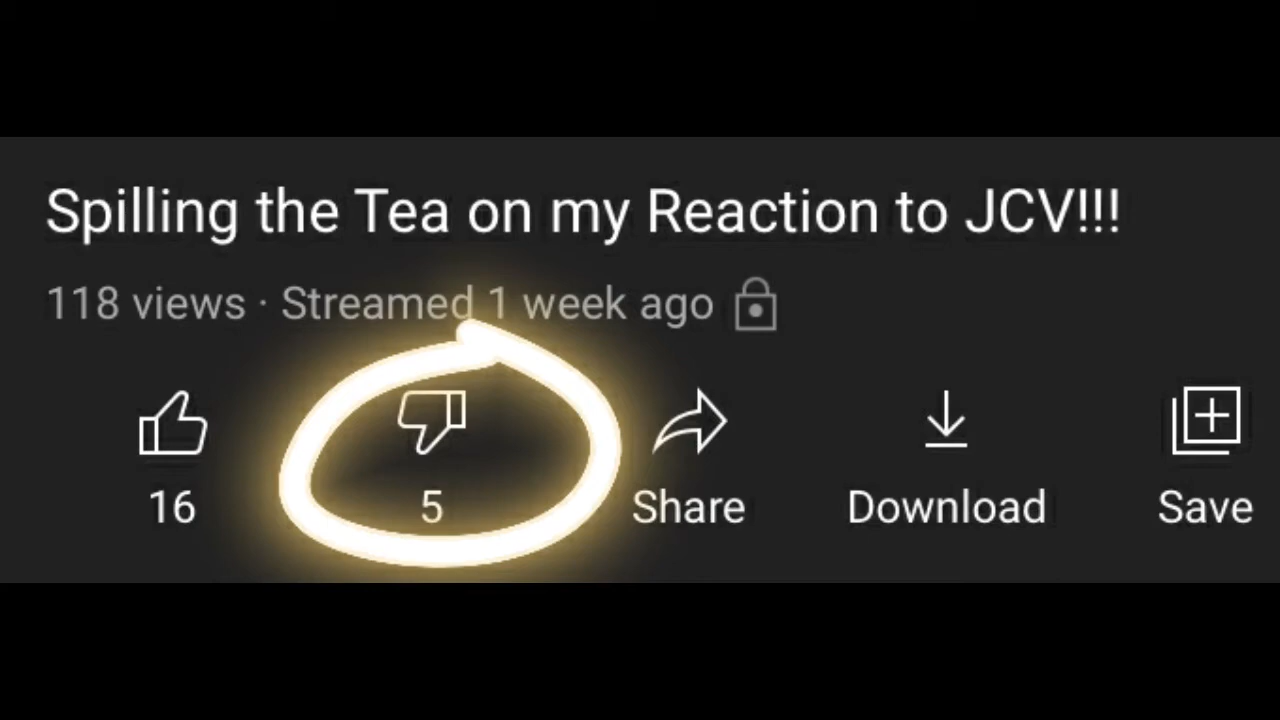 Spilling the Tea on my Reaction to JCV!!!
118 views · Streamed 1 week ago
16 5 Share Download Save